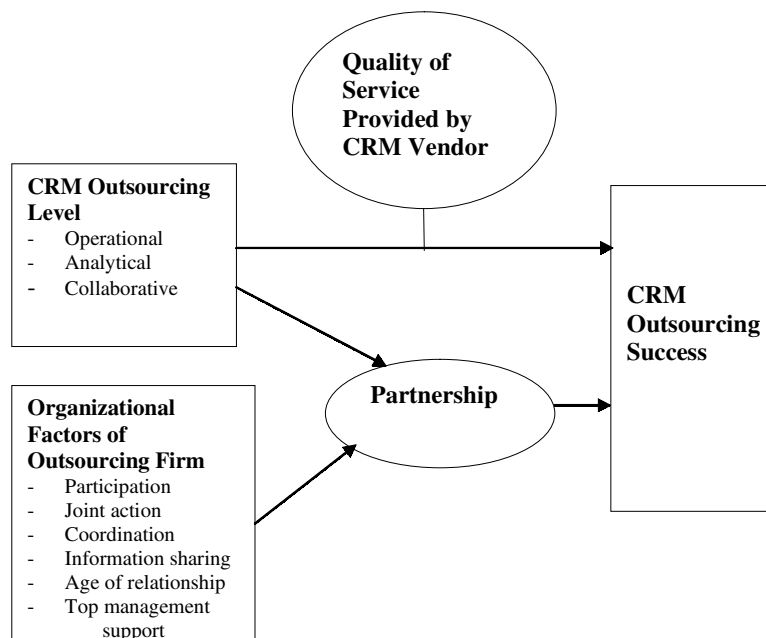 Quality of
Service
Provided by
CRM Vendor
CRM Outsourcing
Level
- Operational
- Analytical
- Collaborative
CRM
Outsourcing
Success
Partnership
Organizational
Factors of
Outsourcing Firm
- Participation
- Joint action
- Coordination
- Information sharing
- Age of relationship
- Top management
support